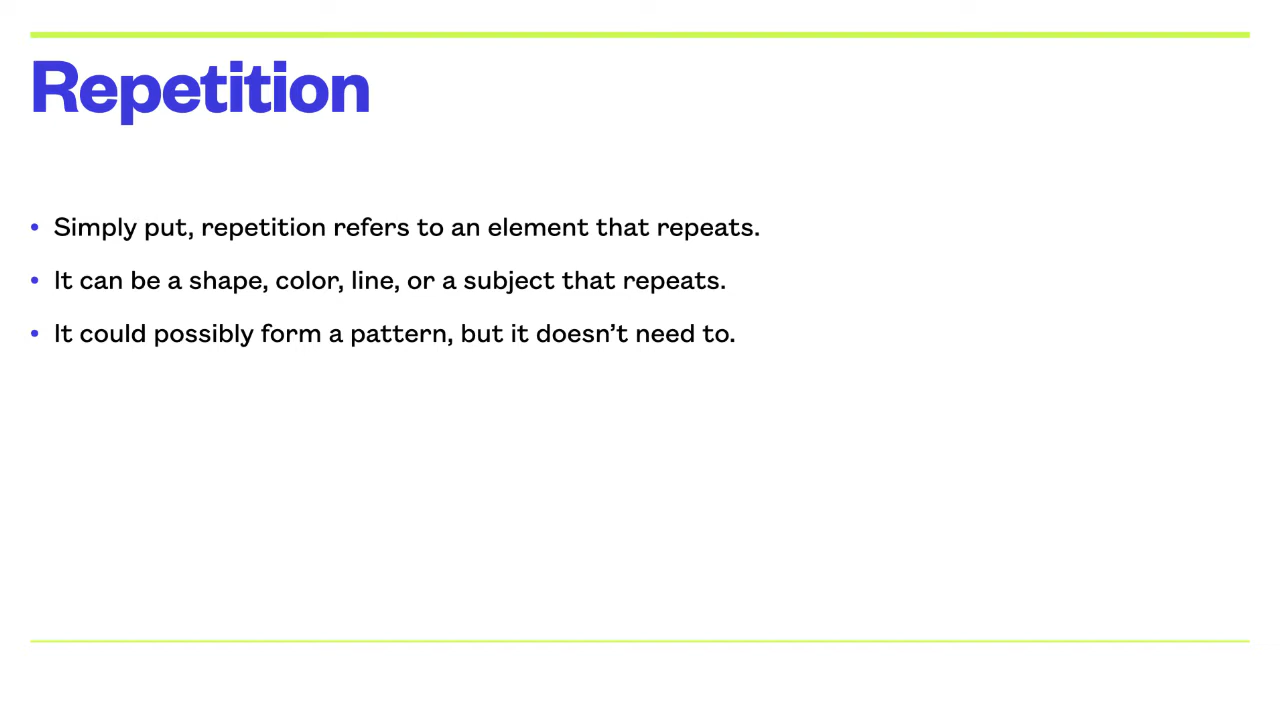 Repetition
• Simply put, repetition refers to an element that repeats.
• It can be a shape, color, line, or a subject that repeats.
• It could possibly form a pattern, but it doesn’t need to.